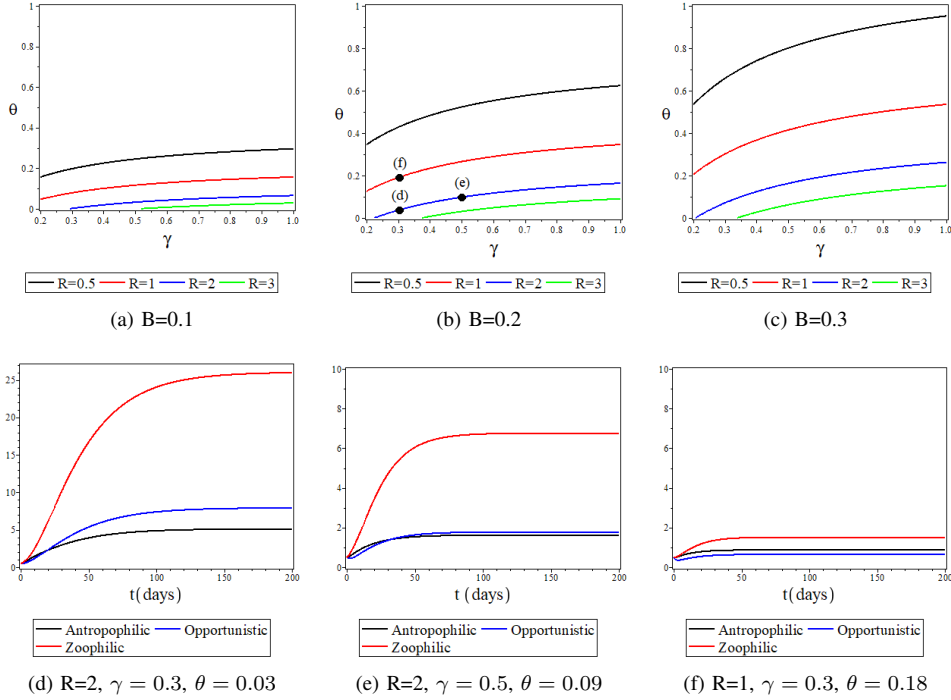 1
0.8
0.6
θ
0.4
0.2
0
0.2 0.3 0.4 0.5 0.6 0.7 0.8 0.9 1.0
γ
R=0.5 R=1 R=2 R=3
(a) B=0.1
1
0.8
0.6
θ
0.4
0.2
0
(f)
(e)
(d)
0.2 0.3 0.4 0.5 0.6 0.7 0.8 0.9 1.0
γ
R=0.5 R=1 R=2 R=3
(b) B=0.2
1
0.8
0.6
θ
0.4
0.2
0
0.2 0.3 0.4 0.5 0.6 0.7 0.8 0.9 1.0
γ
R=0.5 R=1 R=2 R=3
(c) B=0.3
25
20
15
10
5
0
0 50 100 150 200
t(days)
Antropophilic Opportunistic
Zoophilic
(d) R=2, γ = 0.3, θ = 0.03
10
8
6
4
2
0
0 50 100 150 200
t (days)
Antropophilic Opportunistic
Zoophilic
(e) R=2, γ = 0.5, θ = 0.09
10
8
6
4
2
0
0 50 100 150 200
t(days)
Antropophilic Opportunistic
Zoophilic
(f) R=1, γ = 0.3, θ = 0.18